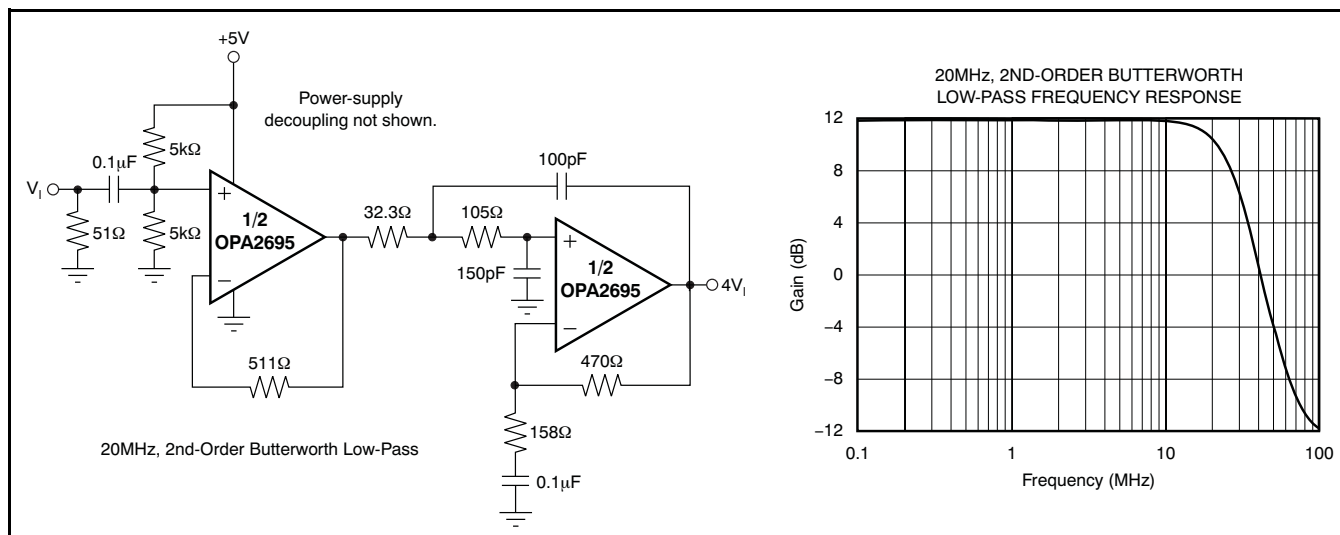 +5V
Power-supply
decoupling not shown.
5kΩ
0.1μF
V_I
+
1/2
OPA2695
−
51Ω
5kΩ
511Ω
32.3Ω
105Ω
100pF
150pF
+
1/2
OPA2695
−
4V_I
470Ω
158Ω
0.1μF
20MHz, 2nd-Order Butterworth Low-Pass
20MHZ, 2ND-ORDER BUTTERWORTH
LOW-PASS FREQUENCY RESPONSE
Gain (dB)
12
8
4
0
−4
−8
−12
0.1
1
10
100
Frequency (MHz)